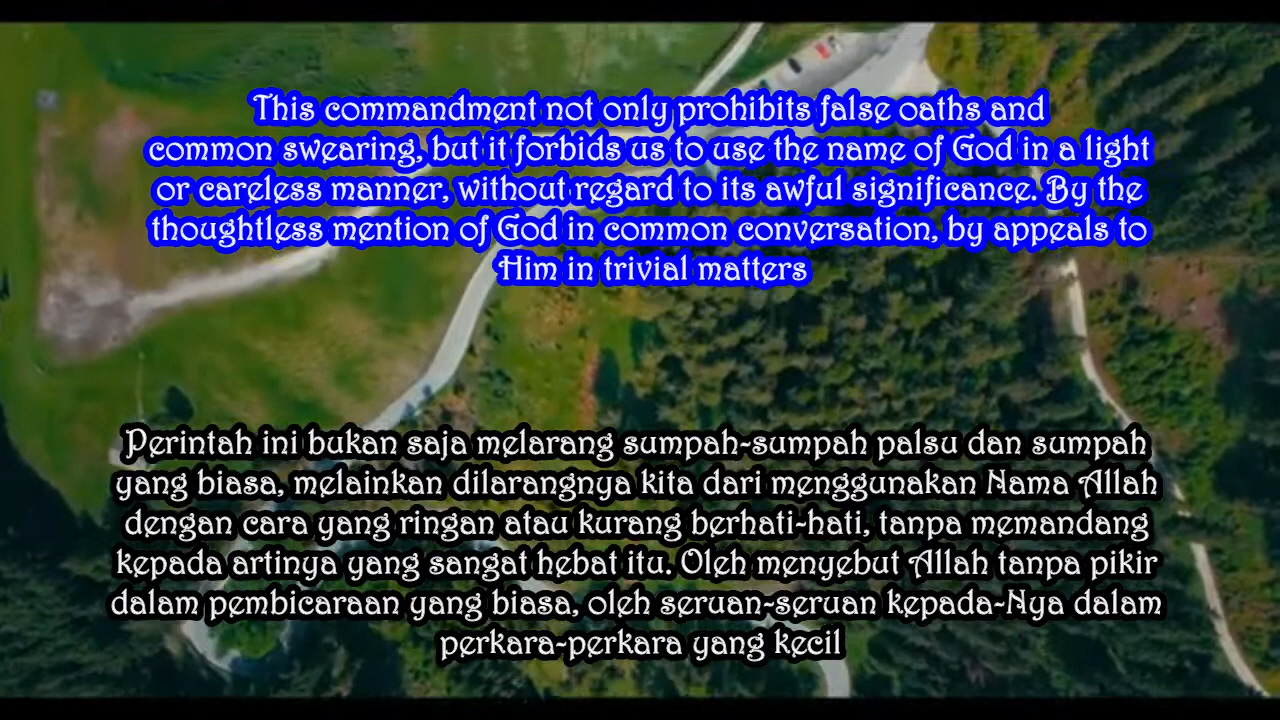 This commandment not only prohibits false oaths and
common swearing, but it forbids us to use the name of God in a light
or careless manner, without regard to its awful significance. By the
thoughtless mention of God in common conversation, by appeals to
Him in trivial matters
Perintah ini bukan saja melarang sumpah-sumpah palsu dan sumpah
yang biasa, melainkan dilarangnya kita dari menggunakan Nama Allah
dengan cara yang ringan atau kurang berhati-hati, tanpa memandang
kepada artinya yang sangat hebat itu. Oleh menyebut Allah tanpa pikir
dalam pembicaraan yang biasa, oleh seruan-seruan kepada-Nya dalam
perkara-perkara yang kecil